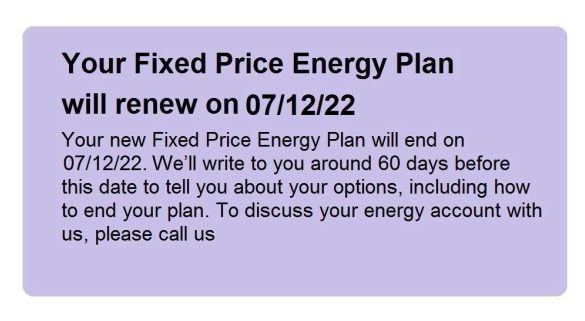 Your Fixed Price Energy Plan
will renew on 07/12/22
Your new Fixed Price Energy Plan will end on
07/12/22. We'll write to you around 60 days before
this date to tell you about your options, including how
to end your plan. To discuss your energy account with
us, please call us